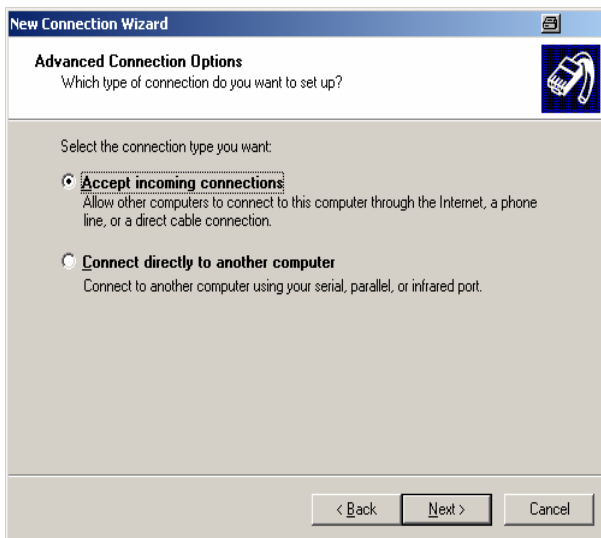 New Connection Wizard
Advanced Connection Options
Which type of connection do you want to set up?
Select the connection type you want:
Accept incoming connections
Allow other computers to connect to this computer through the Internet, a phone
line, or a direct cable connection.
Connect directly to another computer
Connect to another computer using your serial, parallel, or infrared port.
< Back Next > Cancel